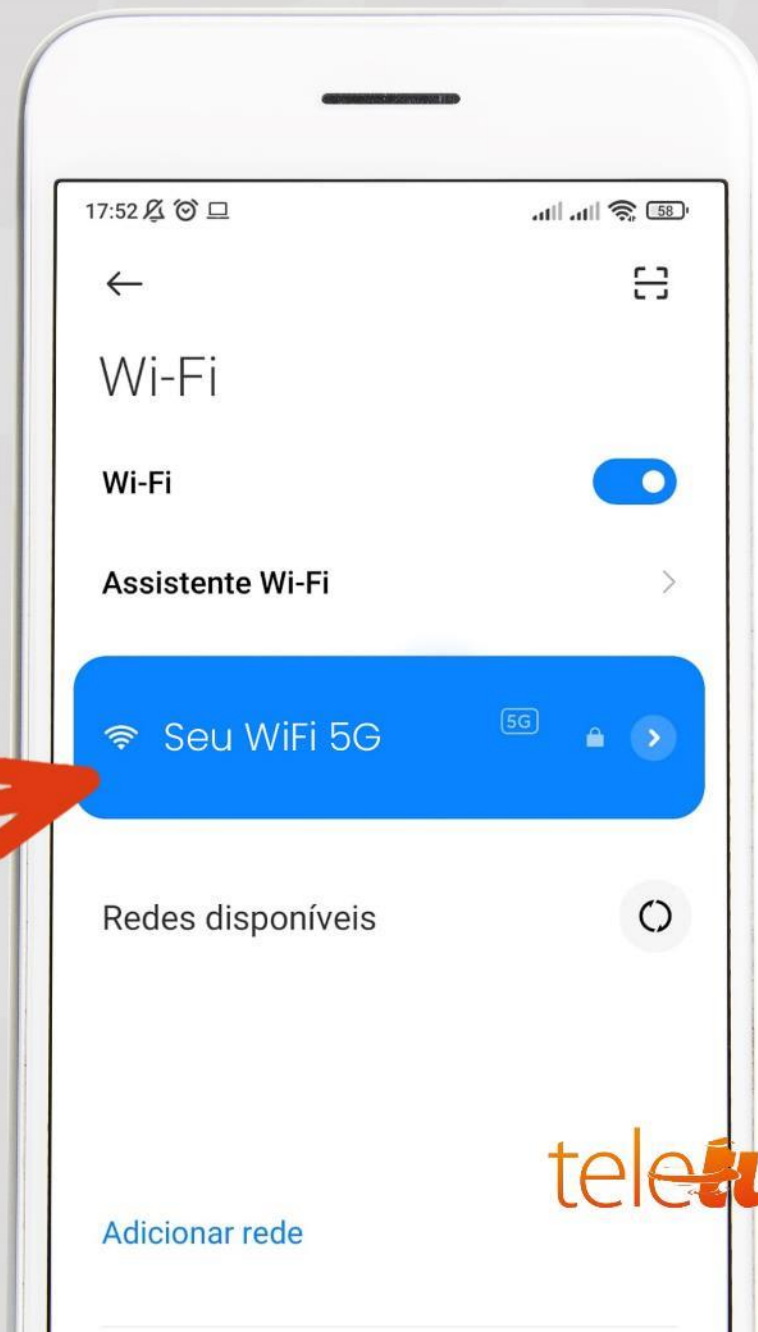 17:52
58
Wi-Fi
Wi-Fi
Assistente Wi-Fi
Seu WiFi 5G
5G
Redes disponíveis
tele
Adicionar rede